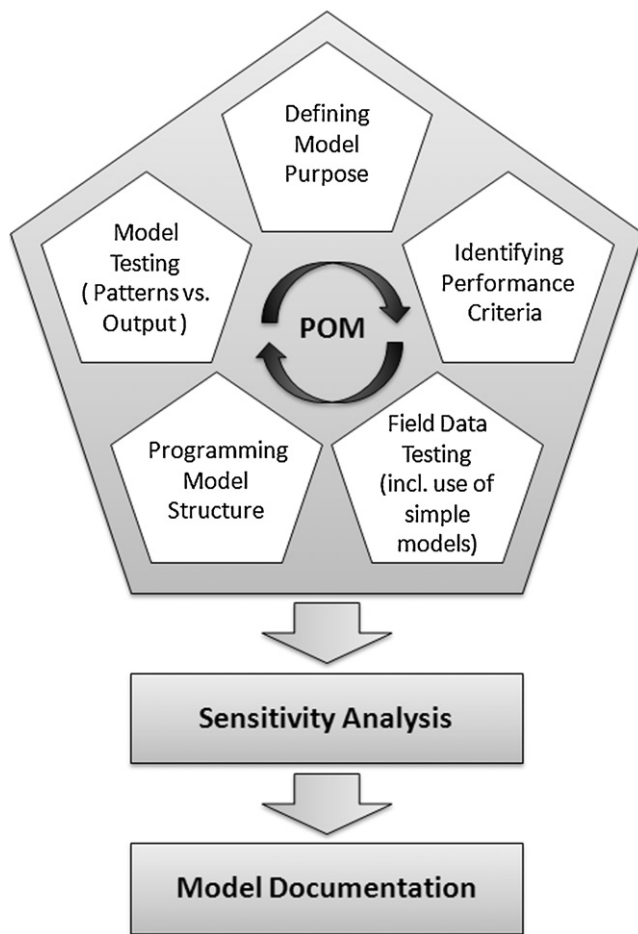 Defining
Model
Purpose
Identifying
Performance
Criteria
Field Data
Testing
(incl. use of
simple
models)
Programming
Model
Structure
Model
Testing
( Patterns vs.
Output )
POM
Sensitivity Analysis
Model Documentation